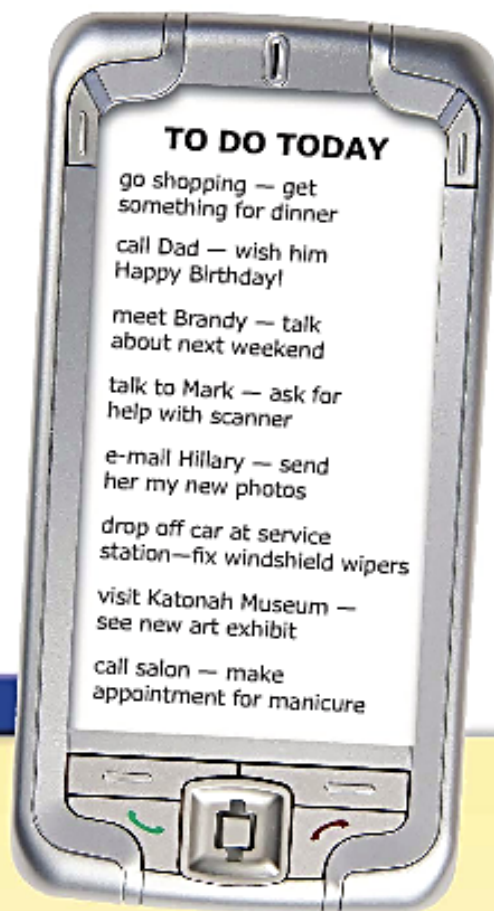 TO DO TODAY
go shopping — get
something for dinner
call Dad — wish him
Happy Birthday!
meet Brandy — talk
about next weekend
talk to Mark — ask for
help with scanner
e-mail Hillary — send
her my new photos
drop off car at service
station—fix windshield wipers
visit Katonah Museum —
see new art exhibit
call salon — make
appointment for manicure